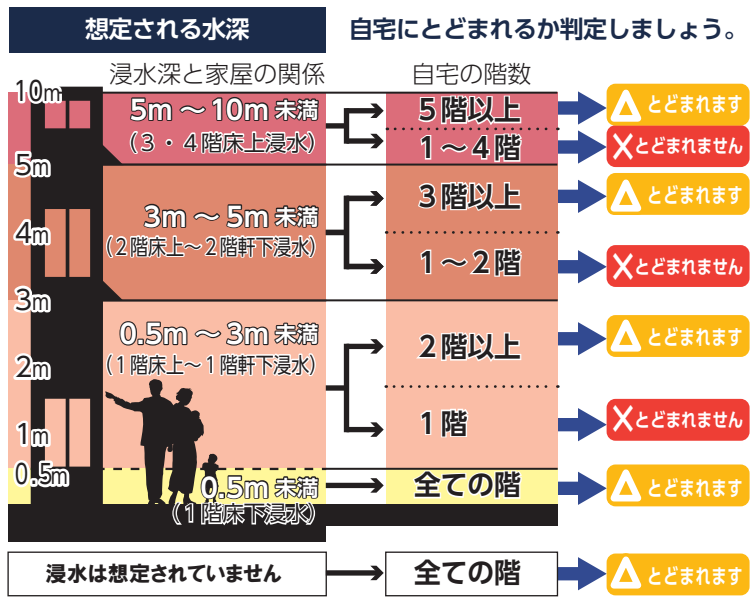 想定される水深
自宅にとどまれるか判定しましょう。
浸水深と家屋の関係
自宅の階数
10m
5m ～ 10m 未満
（３・４階床上浸水）
5階以上
△ とどまれます
1～4階
×とどまれません
5m
3m ～ 5m 未満
（2階床上～2階軒下浸水）
3階以上
△ とどまれます
4m
1～2階
×とどまれません
3m
0.5m ～ 3m 未満
（1階床上～1階軒下浸水）
2階以上
△ とどまれます
2m
1階
×とどまれません
1m
0.5m
0.5m 未満
（1階床下浸水）
全ての階
△ とどまれます
浸水は想定されていません
全ての階
△ とどまれます